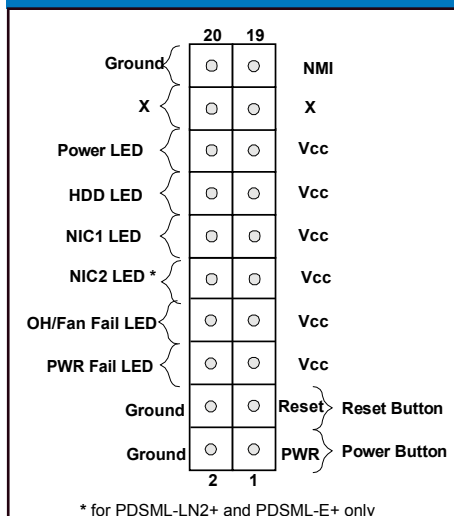 20 19
Ground NMI
X X
Power LED Vcc
HDD LED Vcc
NIC1 LED Vcc
NIC2 LED * Vcc
OH/Fan Fail LED Vcc
PWR Fail LED Vcc
Ground Reset Reset Button
Ground PWR Power Button
2 1
* for PDSML-LN2+ and PDSML-E+ only